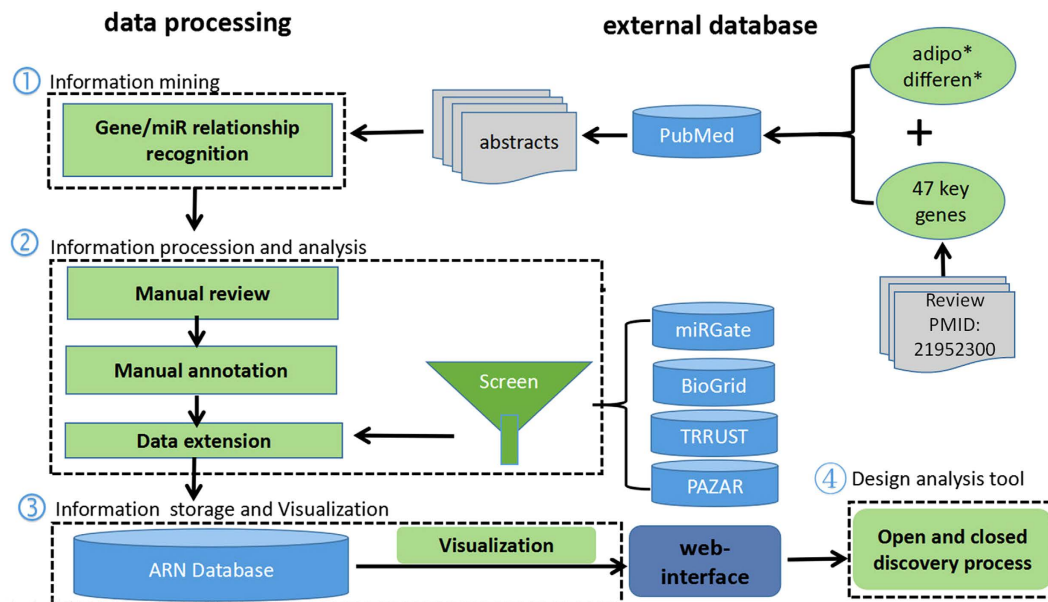 data processing
external database
① Information mining
Gene/miR relationship
recognition
abstracts
PubMed
adipo*
differen*
+
47 key
genes
Review
PMID:
21952300
② Information procession and analysis
Manual review
Manual annotation
Data extension
Screen
miRGate
BioGrid
TRRUST
PAZAR
③ Information storage and Visualization
ARN Database
Visualization
web-
interface
④ Design analysis tool
Open and closed
discovery process